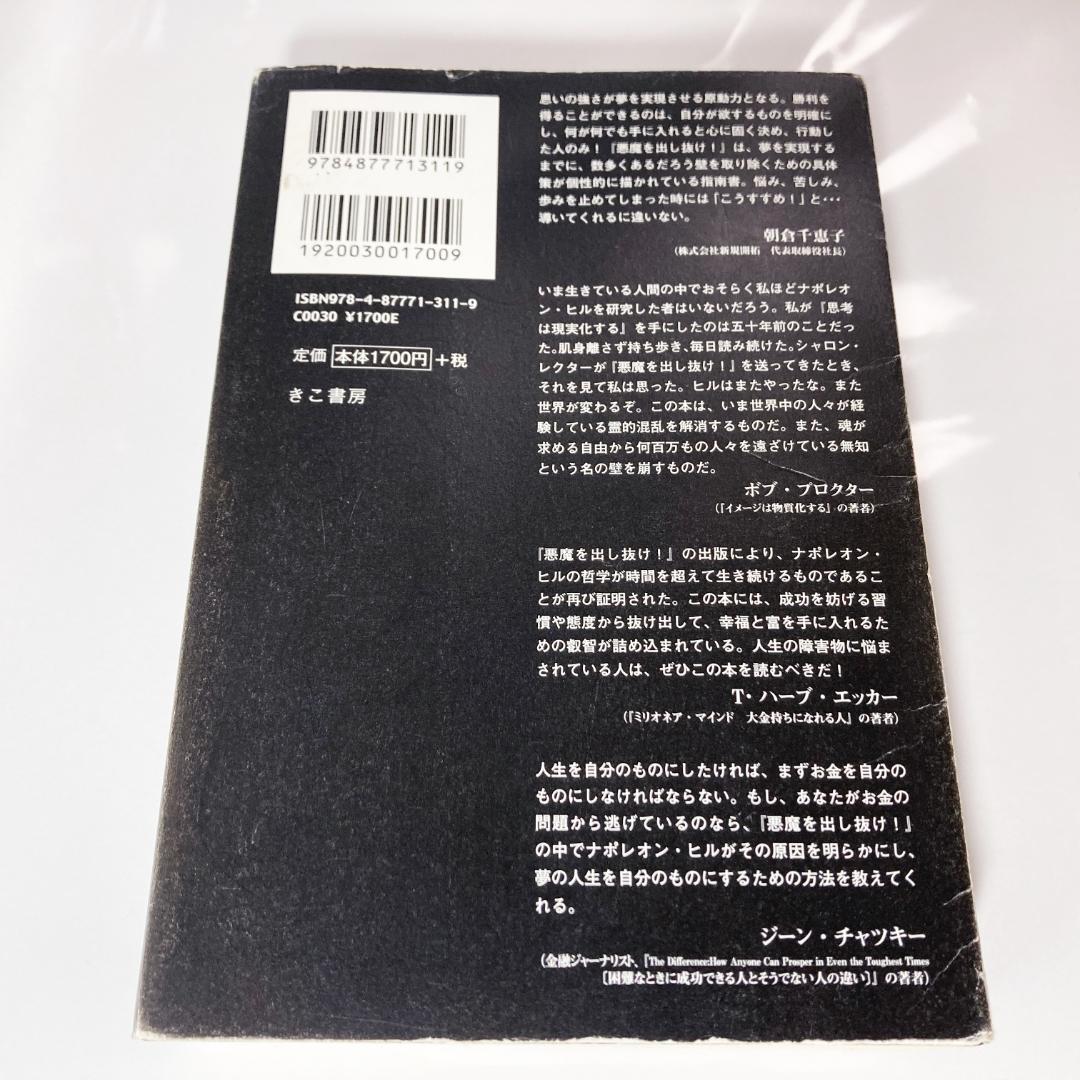 9784877713119
1920030017009
ISBN978-4-87771-311-9
C0030 ¥1700E
定価 本体1700円+税
きこ書房
思いの強さが夢を実現させる原動力となる。勝利を
得ることができるのは、自分が欲するものを明確に
し、何が何でも手に入れると心に固く決め、行動し
た人のみ！『悪魔を出し抜け！』は、夢を実現する
までに、数多くあるだろう壁を取り除くための具体
策が個性的に描かれている指南書。悩み、苦しみ、
歩みを止めてしまった時には「こうすすめ！」と…
導いてくれるに違いない。
朝倉千恵子
（株式会社新規開拓　代表取締役社長）
いま生きている人間の中でおそらく私ほどナポレオ
ン・ヒルを研究した者はいないだろう。私が『思考
は現実化する』を手にしたのは五十年前のことだっ
た。肌身離さず持ち歩き、毎日読み続けた。シャロン・
レクターが『悪魔を出し抜け！』を送ってきたとき、
それを見て私は思った。ヒルはまたやったな。また
世界が変わるぞ。この本は、いま世界中の人々が経
験している霊的混乱を解消するものだ。また、魂が
求める自由から何百万もの人々を遠ざけている無知
という名の壁を崩すものだ。
ボブ・プロクター
（『イメージは物質化する』の著者）
『悪魔を出し抜け！』の出版により、ナポレオン・
ヒルの哲学が時間を超えて生き続けるものであるこ
とが再び証明された。この本には、成功を妨げる習
慣や態度から抜け出して、幸福と富を手に入れるた
めの叡智が詰め込まれている。人生の障害物に悩ま
されている人は、ぜひこの本を読むべきだ！
T・ハーブ・エッカー
（『ミリオネア・マインド　大金持ちになれる人』の著者）
人生を自分のものにしたければ、まずお金を自分の
ものにしなければならない。もし、あなたがお金の
問題から逃げているのなら、『悪魔を出し抜け！』
の中でナポレオン・ヒルがその原因を明らかにし、
夢の人生を自分のものにするための方法を教えてく
れる。
ジーン・チャツキー
（金融ジャーナリスト、『The Difference:How Anyone Can Prosper in Even the Toughest Times
［困難なときに成功できる人とそうでない人の違い］』の著者）